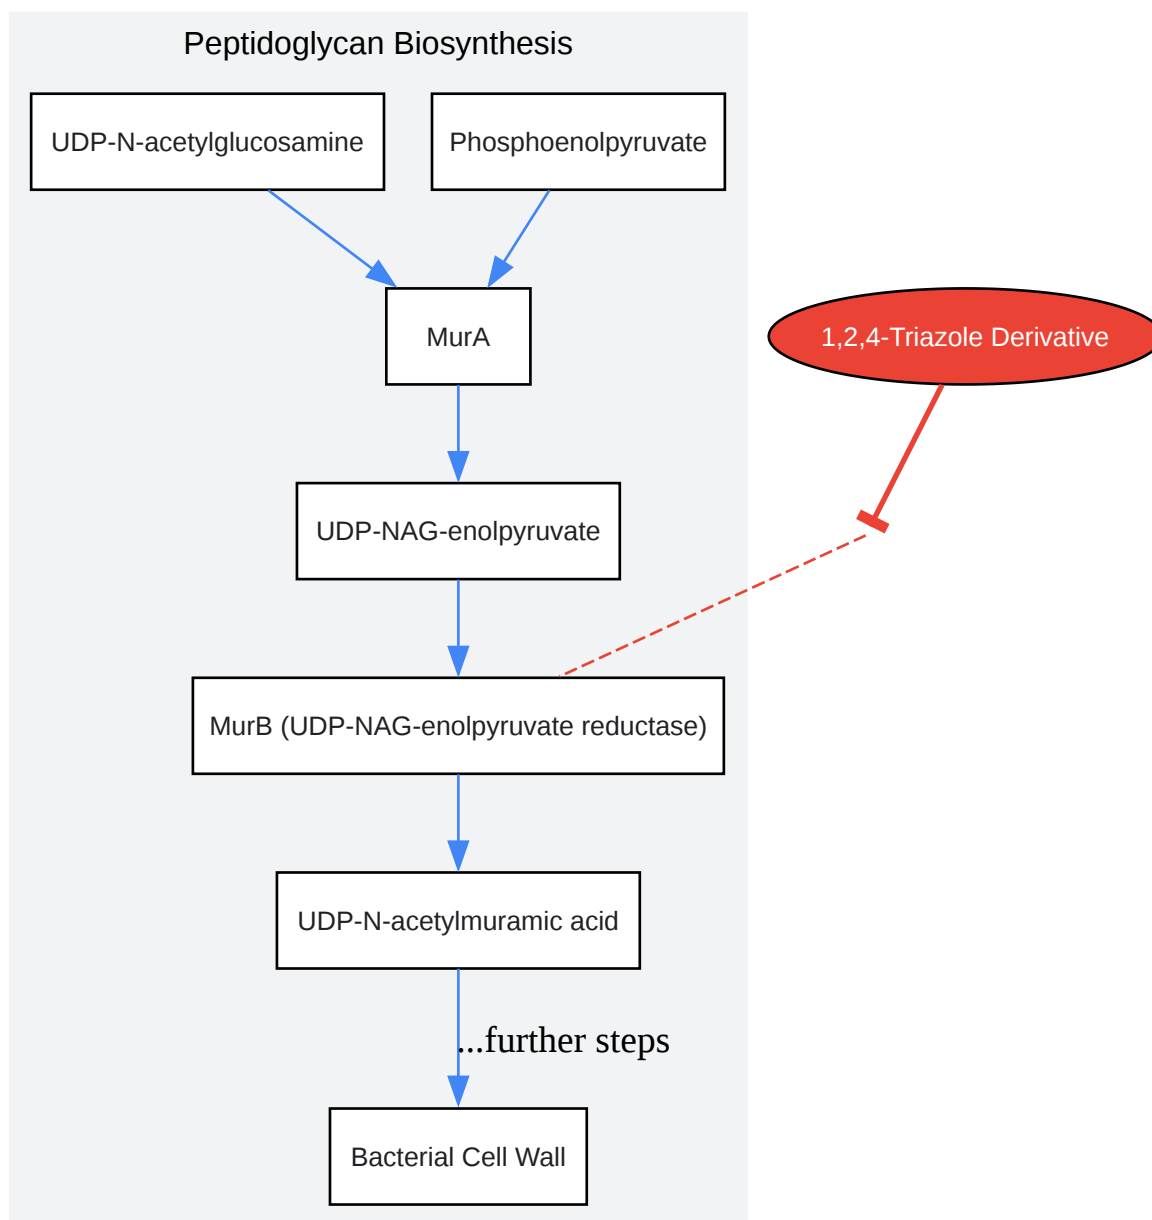 Peptidoglycan Biosynthesis
UDP-N-acetylglucosamine
Phosphoenolpyruvate
MurA
1,2,4-Triazole Derivative
UDP-NAG-enolpyruvate
MurB (UDP-NAG-enolpyruvate reductase)
UDP-N-acetylmuramic acid
...further steps
Bacterial Cell Wall